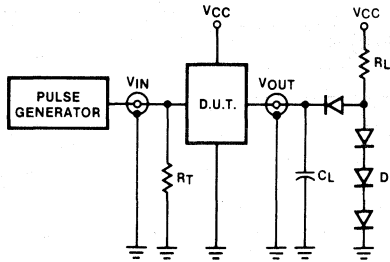 VCC
VCC
RL
VIN
VOUT
PULSE
GENERATOR
D.U.T.
RT
CL
D